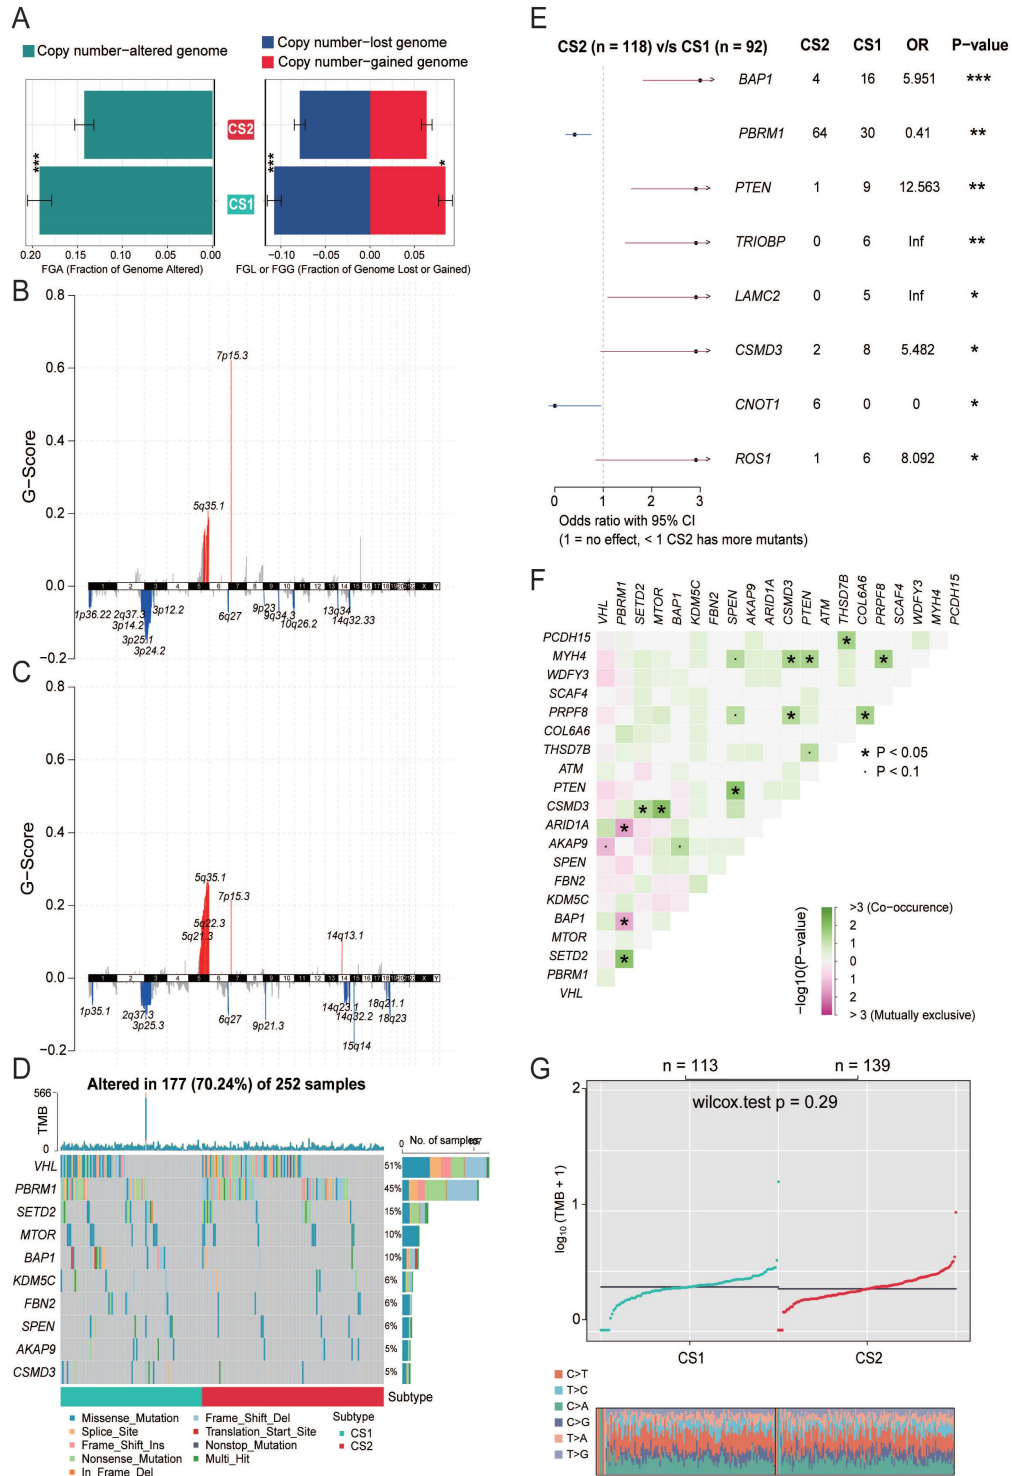 A
Copy number-altered genome
Copy number-lost genome
Copy number-gained genome
CS2
CS1
***
***
*
0.20 0.15 0.10 0.05 0.00
FGA (Fraction of Genome Altered)
-0.10 -0.05 0.00 0.05
FGL or FGG (Fraction of Genome Lost or Gained)
B
G-Score
0.8
0.6
0.4
0.2
0.0
-0.2
7p15.3
5q35.1
1p36.22
2q37.3
3p12.2
3p14.2
3p25.1
3p24.2
6q27
9p23
9q34.3
10q26.2
13q34
14q32.33
C
G-Score
0.8
0.6
0.4
0.2
0.0
-0.2
5q35.1
7p15.3
5q22.3
5q21.3
14q13.1
1p35.1
2q37.3
3p25.3
6q27
9p21.3
14q23.1
14q32.2
15q14
18q21.1
18q23
D
Altered in 177 (70.24%) of 252 samples
566
TMB
0
No. of samples
0
VHL 51%
PBRM1 45%
SETD2 15%
MTOR 10%
BAP1 10%
KDM5C 6%
FBN2 6%
SPEN 6%
AKAP9 5%
CSMD3 5%
Subtype
Missense_Mutation
Splice_Site
Frame_Shift_Ins
Nonsense_Mutation
In_Frame_Del
Frame_Shift_Del
Translation_Start_Site
Nonstop_Mutation
Multi_Hit
Subtype
CS1
CS2
E
CS2 (n = 118) v/s CS1 (n = 92) CS2 CS1 OR P-value
BAP1 4 16 5.951 ***
PBRM1 64 30 0.41 **
PTEN 1 9 12.563 **
TRIOBP 0 6 Inf **
LAMC2 0 5 Inf *
CSMD3 2 8 5.482 *
CNOT1 6 0 0 *
ROS1 1 6 8.092 *
0 1 2 3
Odds ratio with 95% CI
(1 = no effect, < 1 CS2 has more mutants)
F
VHL PBRM1 SETD2 MTOR BAP1 KDM5C FBN2 SPEN AKAP9 ARID1A CSMD3 PTEN ATM THSD7B COL6A6 PRPF8 SCAF4 WDFY3 MYH4 PCDH15
PCDH15
MYH4
WDFY3
SCAF4
PRPF8
COL6A6
THSD7B
ATM
PTEN
CSMD3
ARID1A
AKAP9
SPEN
FBN2
KDM5C
BAP1
MTOR
SETD2
PBRM1
VHL
* P < 0.05
· P < 0.1
-log10(P-value)
>3 (Co-occurence)
2
1
0
1
2
> 3 (Mutually exclusive)
G
n = 113 n = 139
wilcox.test p = 0.29
log10 (TMB + 1)
2
1
0
CS1 CS2
C>T
T>C
C>A
C>G
T>A
T>G